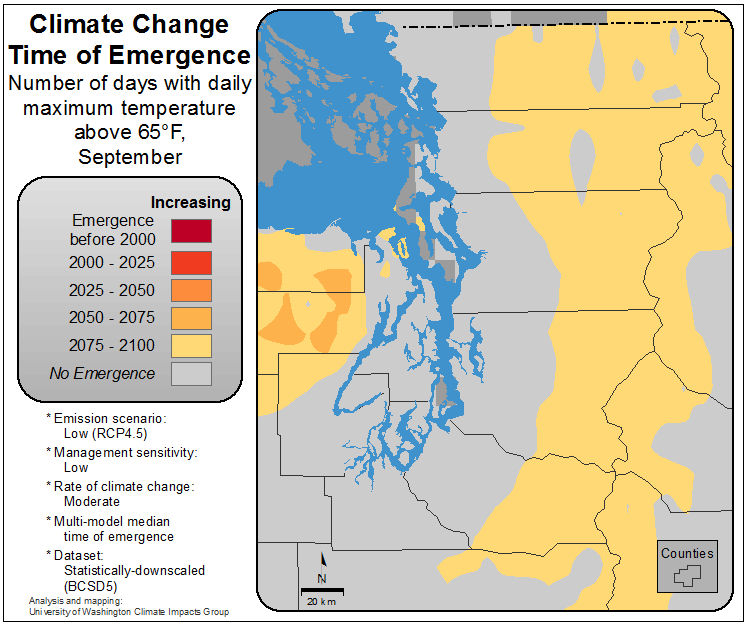 Climate Change
Time of Emergence
Number of days with daily
maximum temperature
above 65°F,
September
Increasing
Emergence
before 2000
2000 - 2025
2025 - 2050
2050 - 2075
2075 - 2100
No Emergence
* Emission scenario:
Low (RCP4.5)
* Management sensitivity:
Low
* Rate of climate change:
Moderate
* Multi-model median
time of emergence
* Dataset:
Statistically-downscaled
(BCSD5)
Analysis and mapping:
University of Washington Climate Impacts Group
N
20 km
Counties